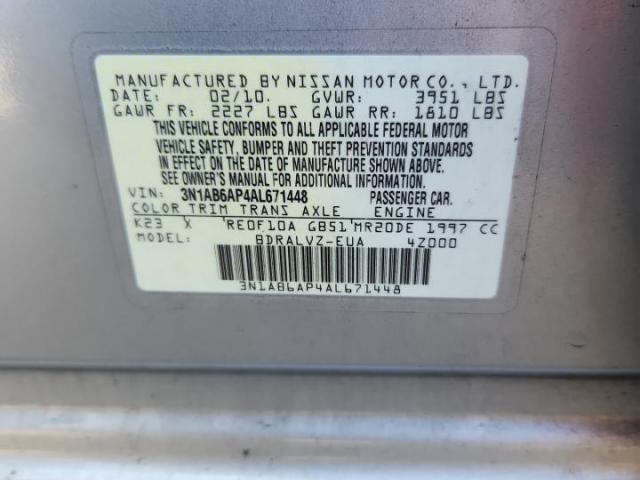 MANUFACTURED BY NISSAN MOTOR CO., LTD.
DATE: 02/10. GVWR: 3951 LBS
GAWR FR: 2227 LBS GAWR RR: 1810 LBS
THIS VEHICLE CONFORMS TO ALL APPLICABLE FEDERAL MOTOR
VEHICLE SAFETY, BUMPER AND THEFT PREVENTION STANDARDS
IN EFFECT ON THE DATE OF MANUFACTURE SHOWN ABOVE.
SEE OWNER'S MANUAL FOR ADDITIONAL INFORMATION.
VIN: 3N1AB6AP4AL671448 PASSENGER CAR.
COLOR TRIM TRANS AXLE ENGINE
K23 X RE0F10A GB51 MR20DE 1997 CC
MODEL: BDRALVZ-EUA 4Z000
3N1AB6AP4AL671448